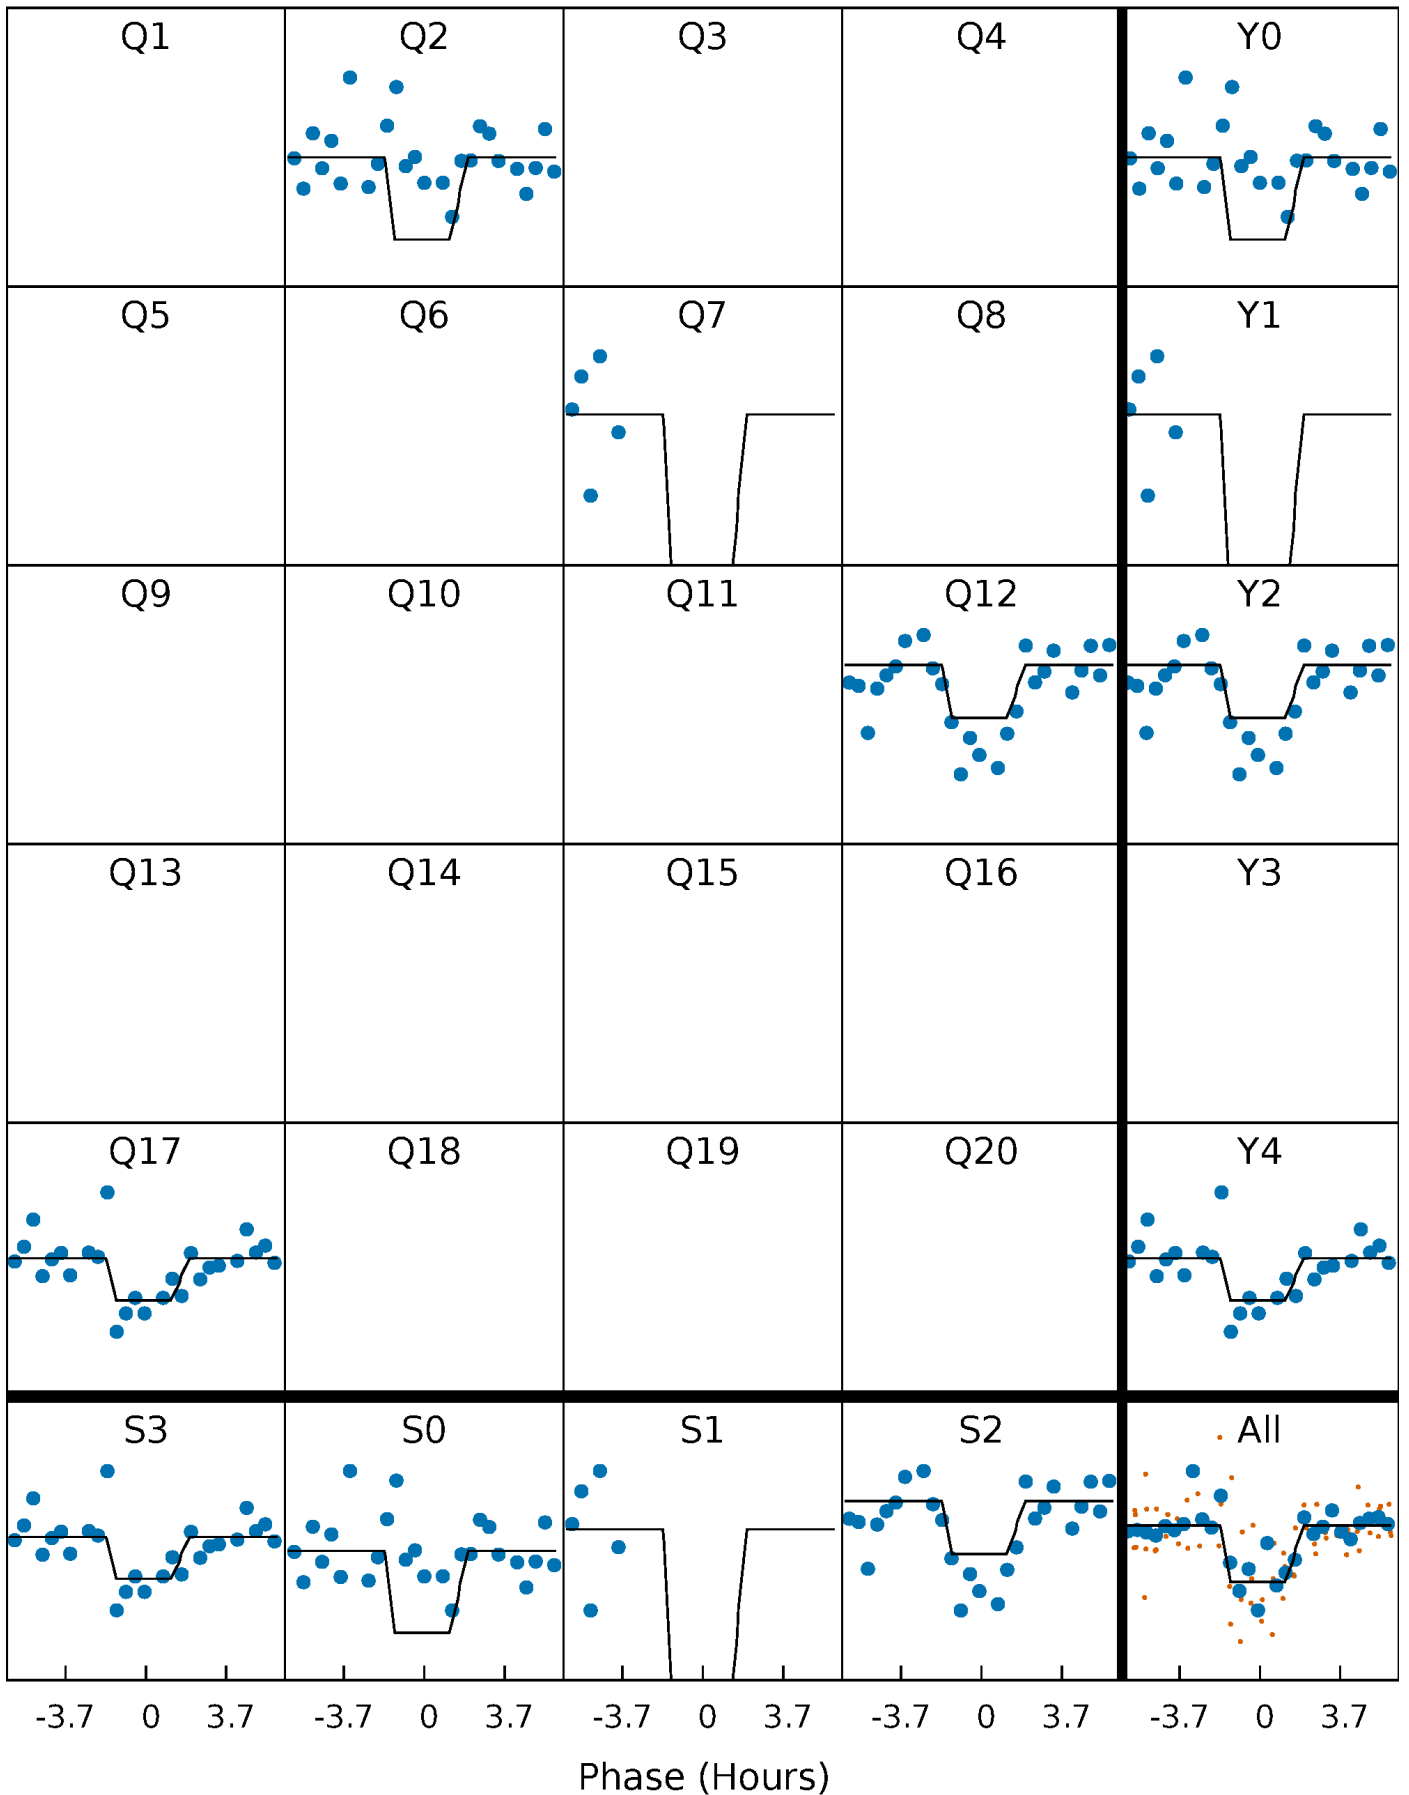 Q1 Q2 Q3 Q4 Y0
Q5 Q6 Q7 Q8 Y1
Q9 Q10 Q11 Q12 Y2
Q13 Q14 Q15 Q16 Y3
Q17 Q18 Q19 Q20 Y4
S3 S0 S1 S2 All
-3.7 0 3.7 -3.7 0 3.7 -3.7 0 3.7 -3.7 0 3.7 -3.7 0 3.7
Phase (Hours)